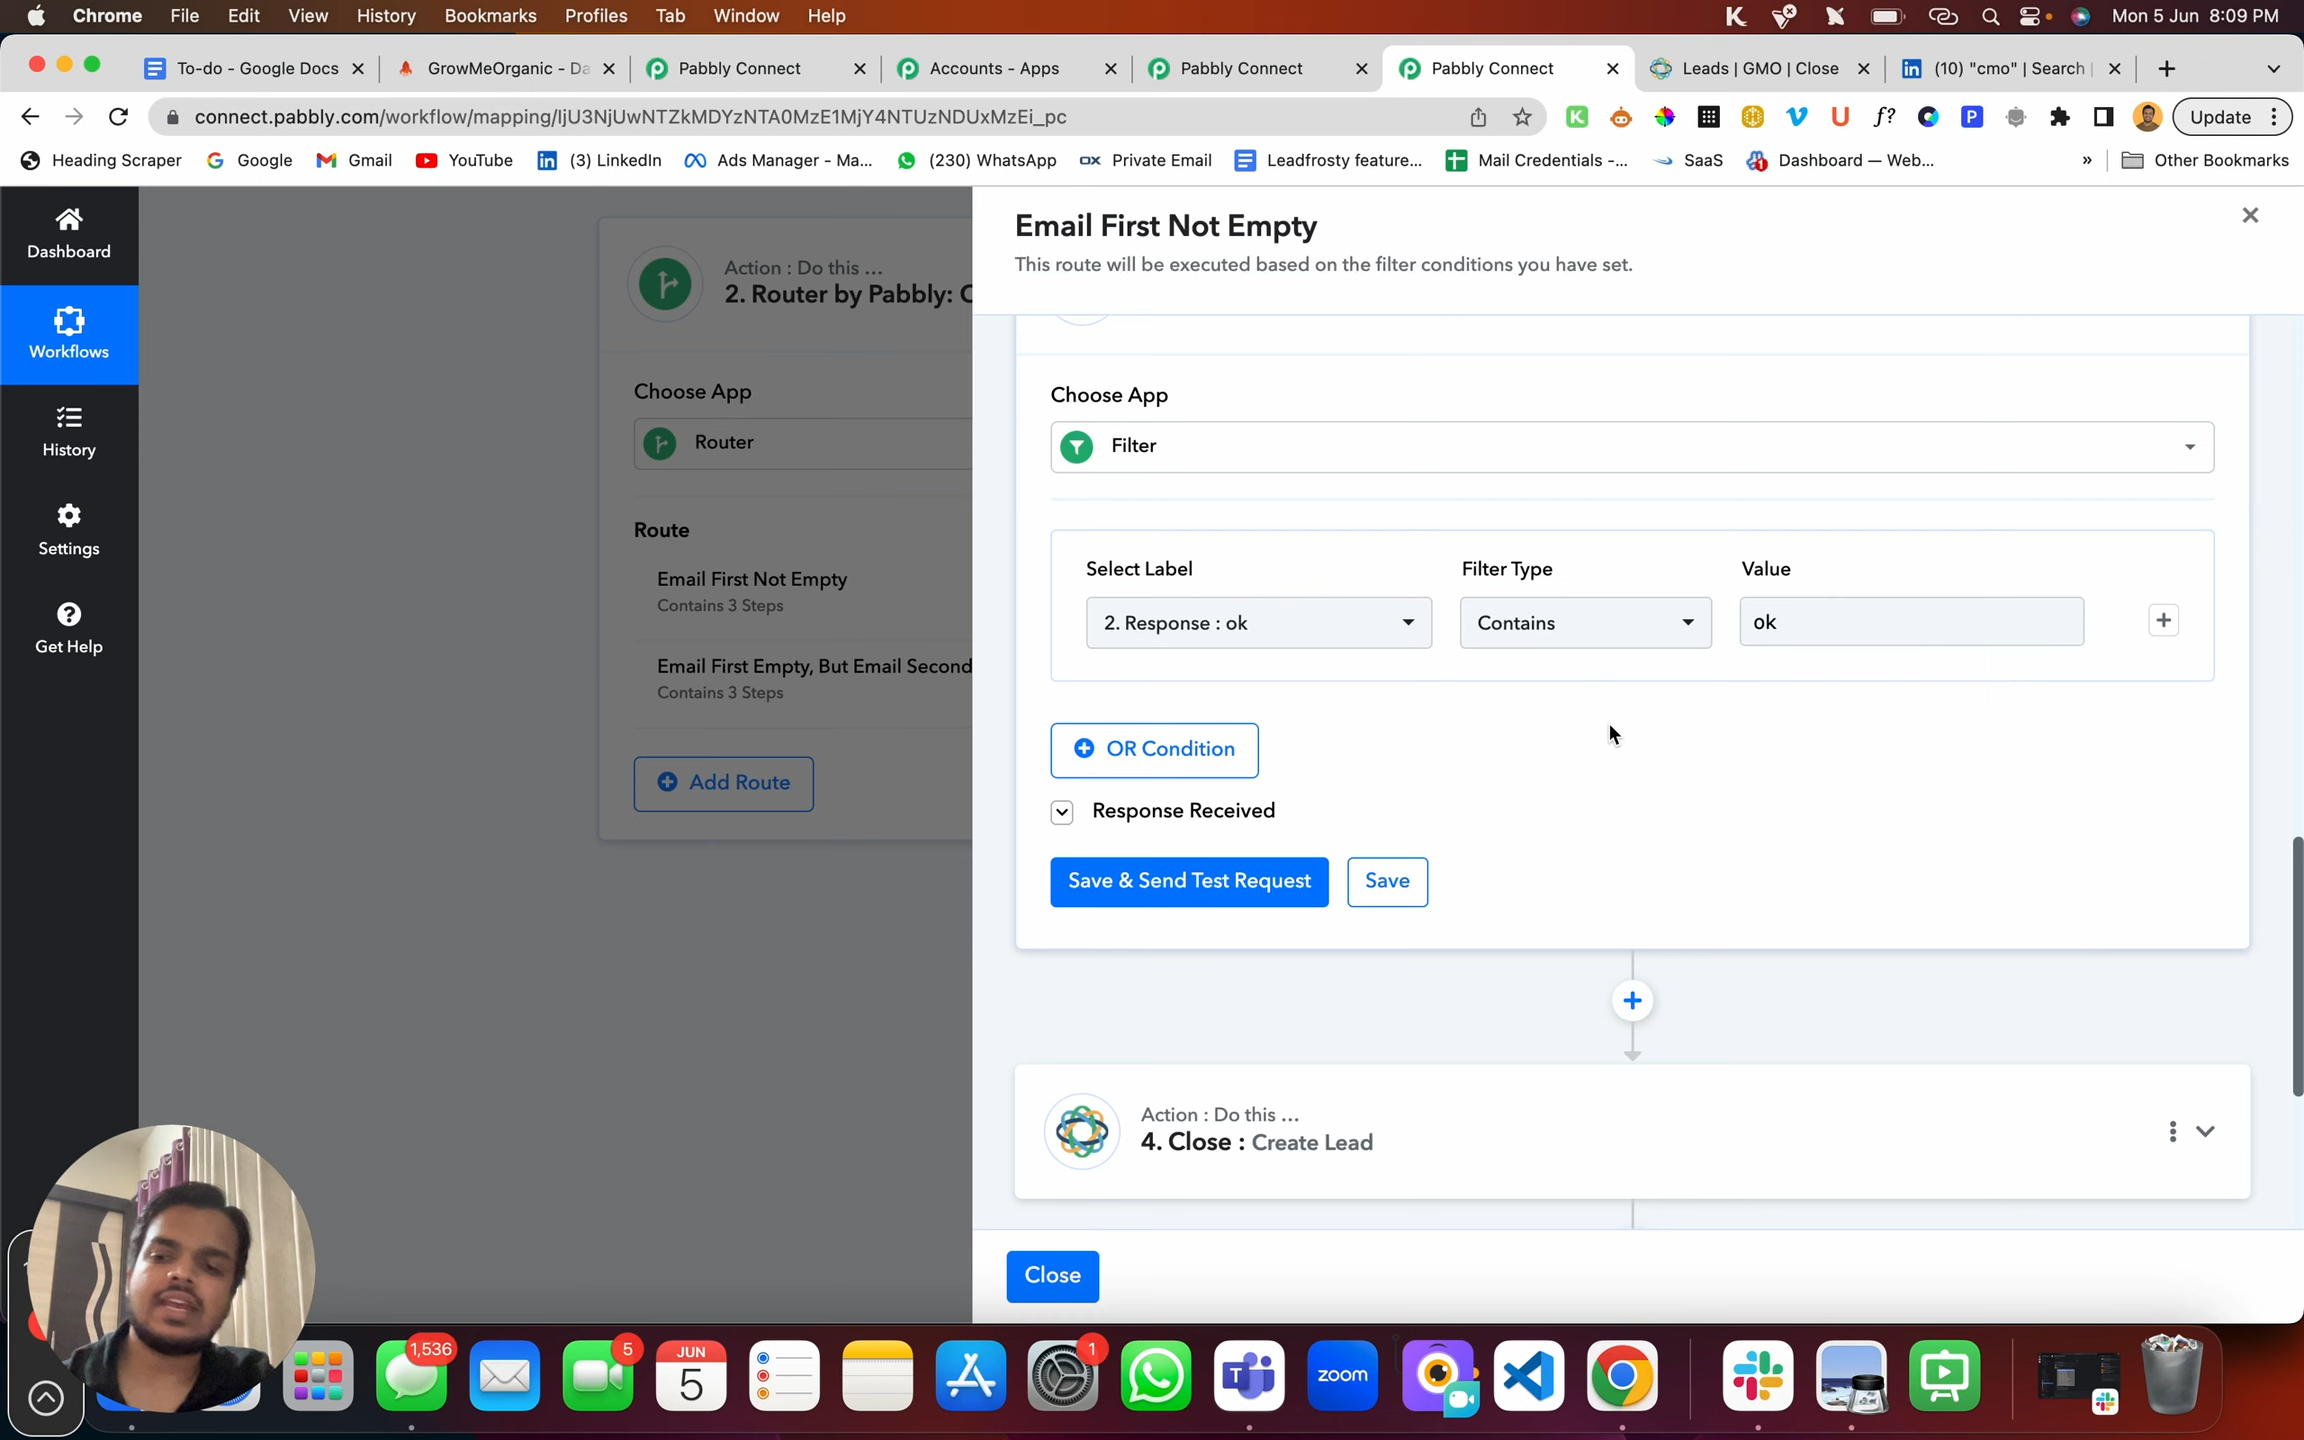 Chrome File Edit View History Bookmarks Profiles Tab Window Help Mon 5 Jun 8:09 PM
To-do - Google Docs
GrowMeOrganic - Da
Pabbly Connect
Accounts - Apps
Pabbly Connect
Pabbly Connect
Leads | GMO | Close
(10) "cmo" | Search |
connect.pabbly.com/workflow/mapping/IjU3NjUwNTZkMDYzNTA0MzE1MjY4NTUzNDUxMzEi_pc
Update
Heading Scraper
Google
Gmail
YouTube
(3) LinkedIn
Ads Manager - Ma...
(230) WhatsApp
Private Email
Leadfrosty feature...
Mail Credentials -...
SaaS
Dashboard — Web...
»
Other Bookmarks
Dashboard
Workflows
History
Settings
Get Help
Action : Do this ...
2. Router by Pabbly: C
Choose App
Router
Route
Email First Not Empty
Contains 3 Steps
Email First Empty, But Email Second
Contains 3 Steps
Add Route
Email First Not Empty
This route will be executed based on the filter conditions you have set.
Choose App
Filter
Select Label Filter Type Value
2. Response : ok Contains ok
OR Condition
Response Received
Save & Send Test Request Save
Action : Do this ...
4. Close : Create Lead
Close
1,536
5
JUN
5
1
zoom